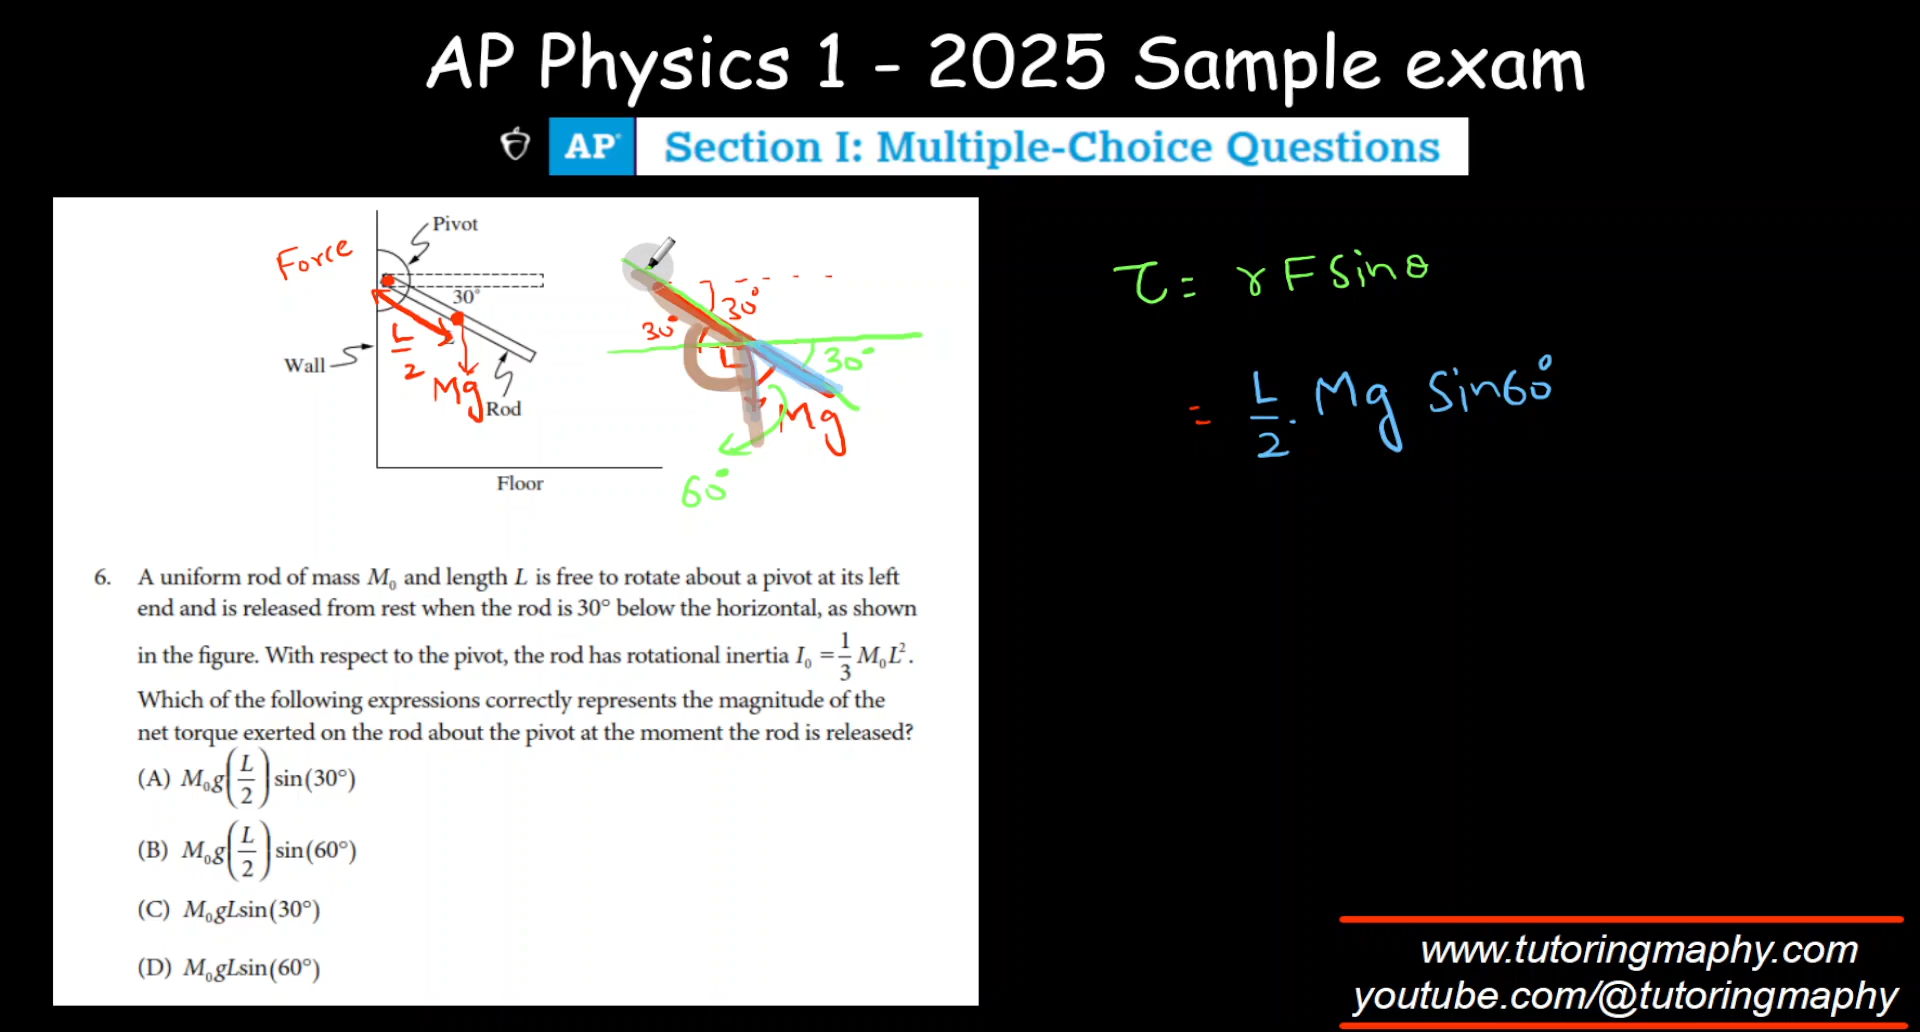 AP Physics 1 - 2025 Sample exam
AP Section I: Multiple-Choice Questions
Pivot
Force
30°
L/2
Wall
Mg
Rod
Floor
30°
30°
30°
Mg
60°
τ = r F sin θ
= L/2 . Mg sin 60°
6. A uniform rod of mass M₀ and length L is free to rotate about a pivot at its left
end and is released from rest when the rod is 30° below the horizontal, as shown
in the figure. With respect to the pivot, the rod has rotational inertia I₀ = 1/3 M₀L².
Which of the following expressions correctly represents the magnitude of the
net torque exerted on the rod about the pivot at the moment the rod is released?
(A) M₀g(L/2) sin(30°)
(B) M₀g(L/2) sin(60°)
(C) M₀gLsin(30°)
(D) M₀gLsin(60°)
www.tutoringmaphy.com
youtube.com/@tutoringmaphy